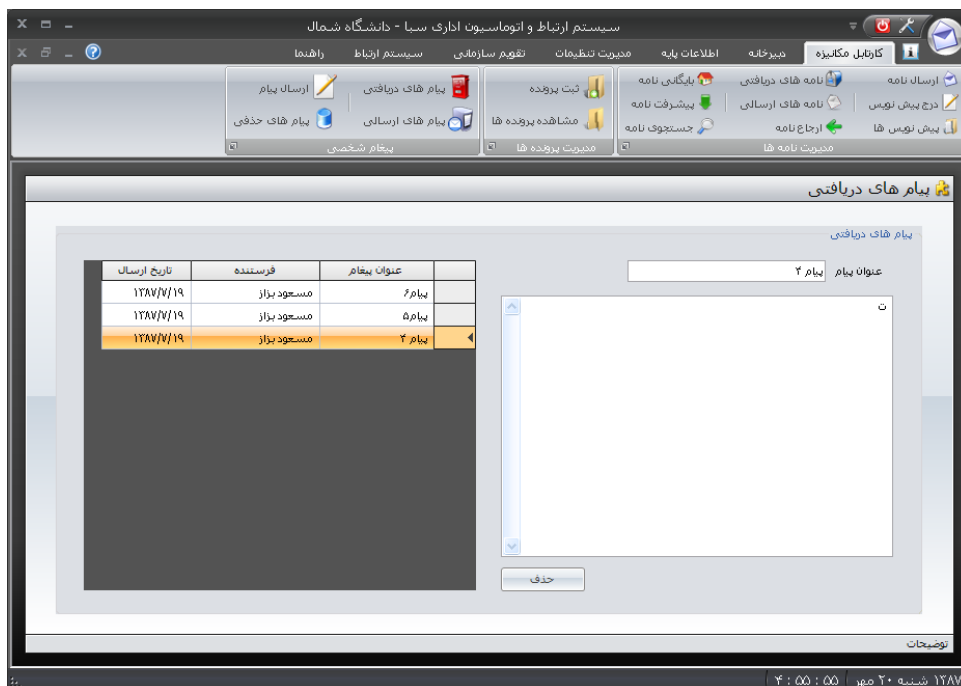 سیستم ارتباط و اتوماسیون اداری سبا - دانشگاه شمال
کارتابل مکانیزه
دبیرخانه
اطلاعات پایه
مدیریت تنظیمات
تقویم سازمانی
سیستم ارتباط
راهنما
ارسال نامه
نامه های دریافتی
بایگانی نامه
درج پیش نویس
نامه های ارسالی
پیشرفت نامه
پیش نویس ها
ارجاع نامه
جستجوی نامه
مدیریت نامه ها
ثبت پرونده
مشاهده پرونده ها
مدیریت پرونده ها
پیام های دریافتی
ارسال پیام
پیام های ارسالی
پیام های حذفی
پیغام شخصی
پیام های دریافتی
پیام های دریافتی
عنوان پیام پیام ۴
ت
حذف
عنوان پیغام فرستنده تاریخ ارسال
پیام۶ مسعود بزاز ۱۳۸۷/۷/۱۹
پیام۵ مسعود بزاز ۱۳۸۷/۷/۱۹
پیام ۴ مسعود بزاز ۱۳۸۷/۷/۱۹
توضیحات
۱۳۸۷ شنبه ۲۰ مهر ۴ : ۵۵ : ۵۵